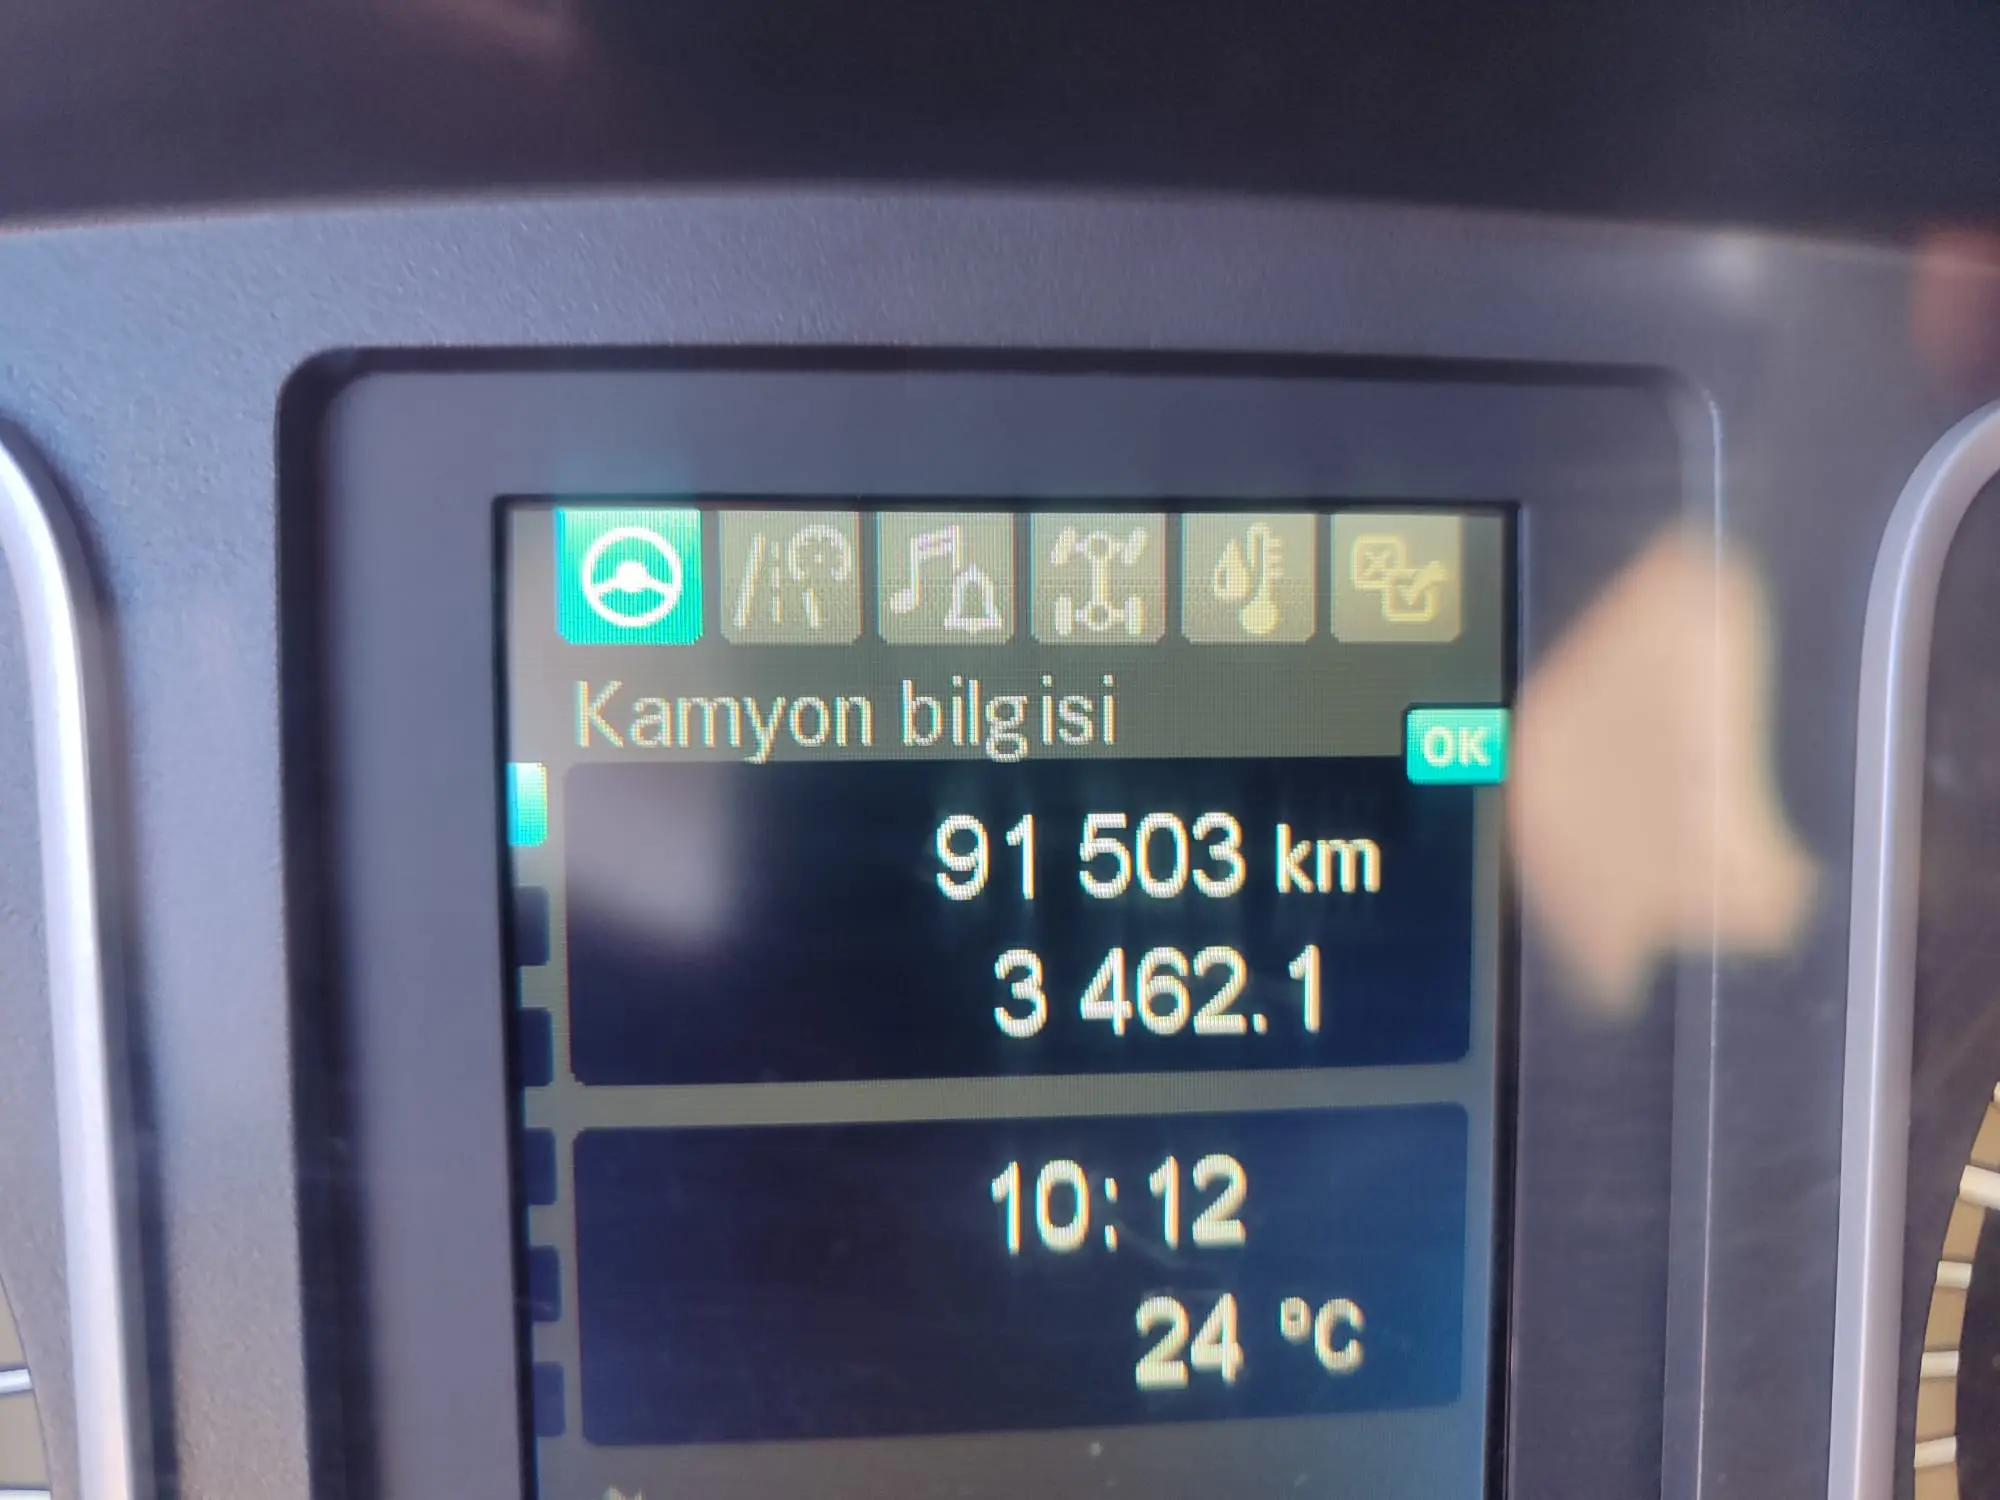 Kamyon bilgisi
OK
91 503 km
3 462.1
10:12
24 °C